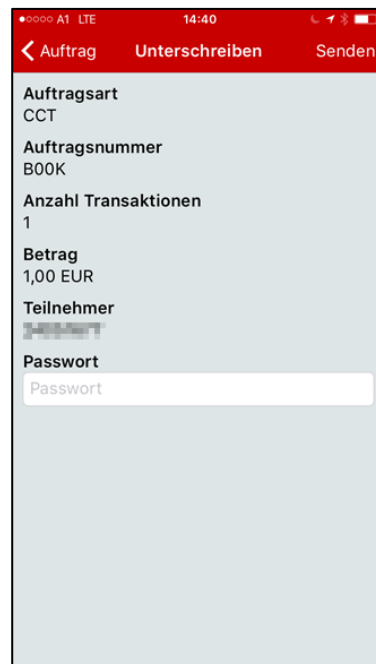 A1 LTE 14:40
Auftrag Unterschreiben Senden
Auftragsart
CCT
Auftragsnummer
B00K
Anzahl Transaktionen
1
Betrag
1,00 EUR
Teilnehmer
Passwort
Passwort